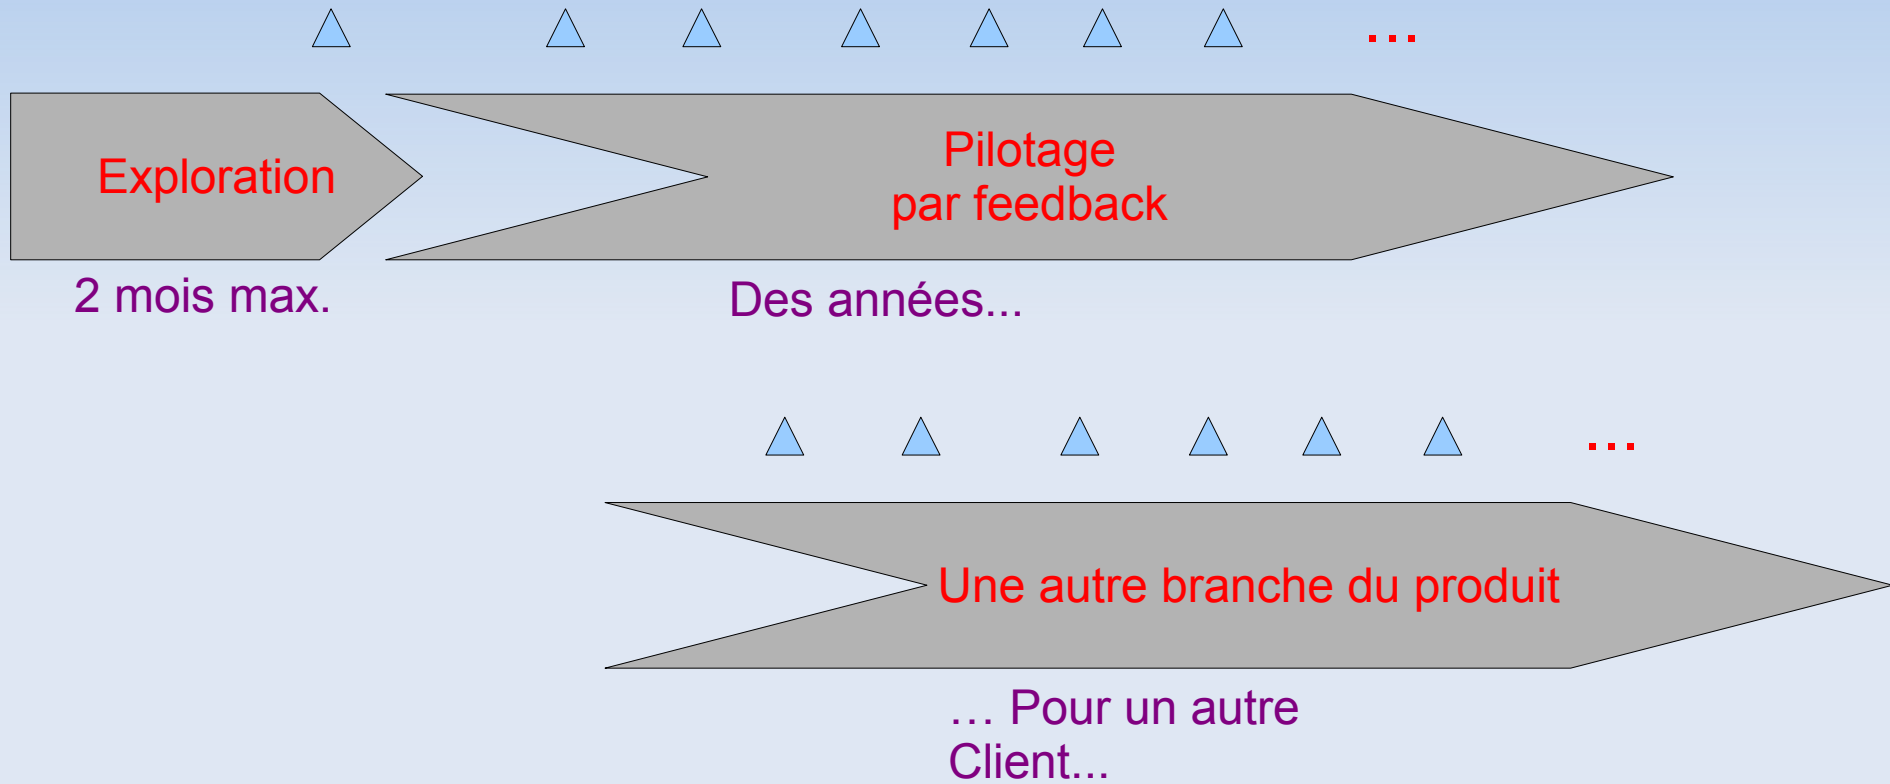 ...
Exploration
Pilotage
par feedback
2 mois max.
Des années...
...
Une autre branche du produit
… Pour un autre
Client...